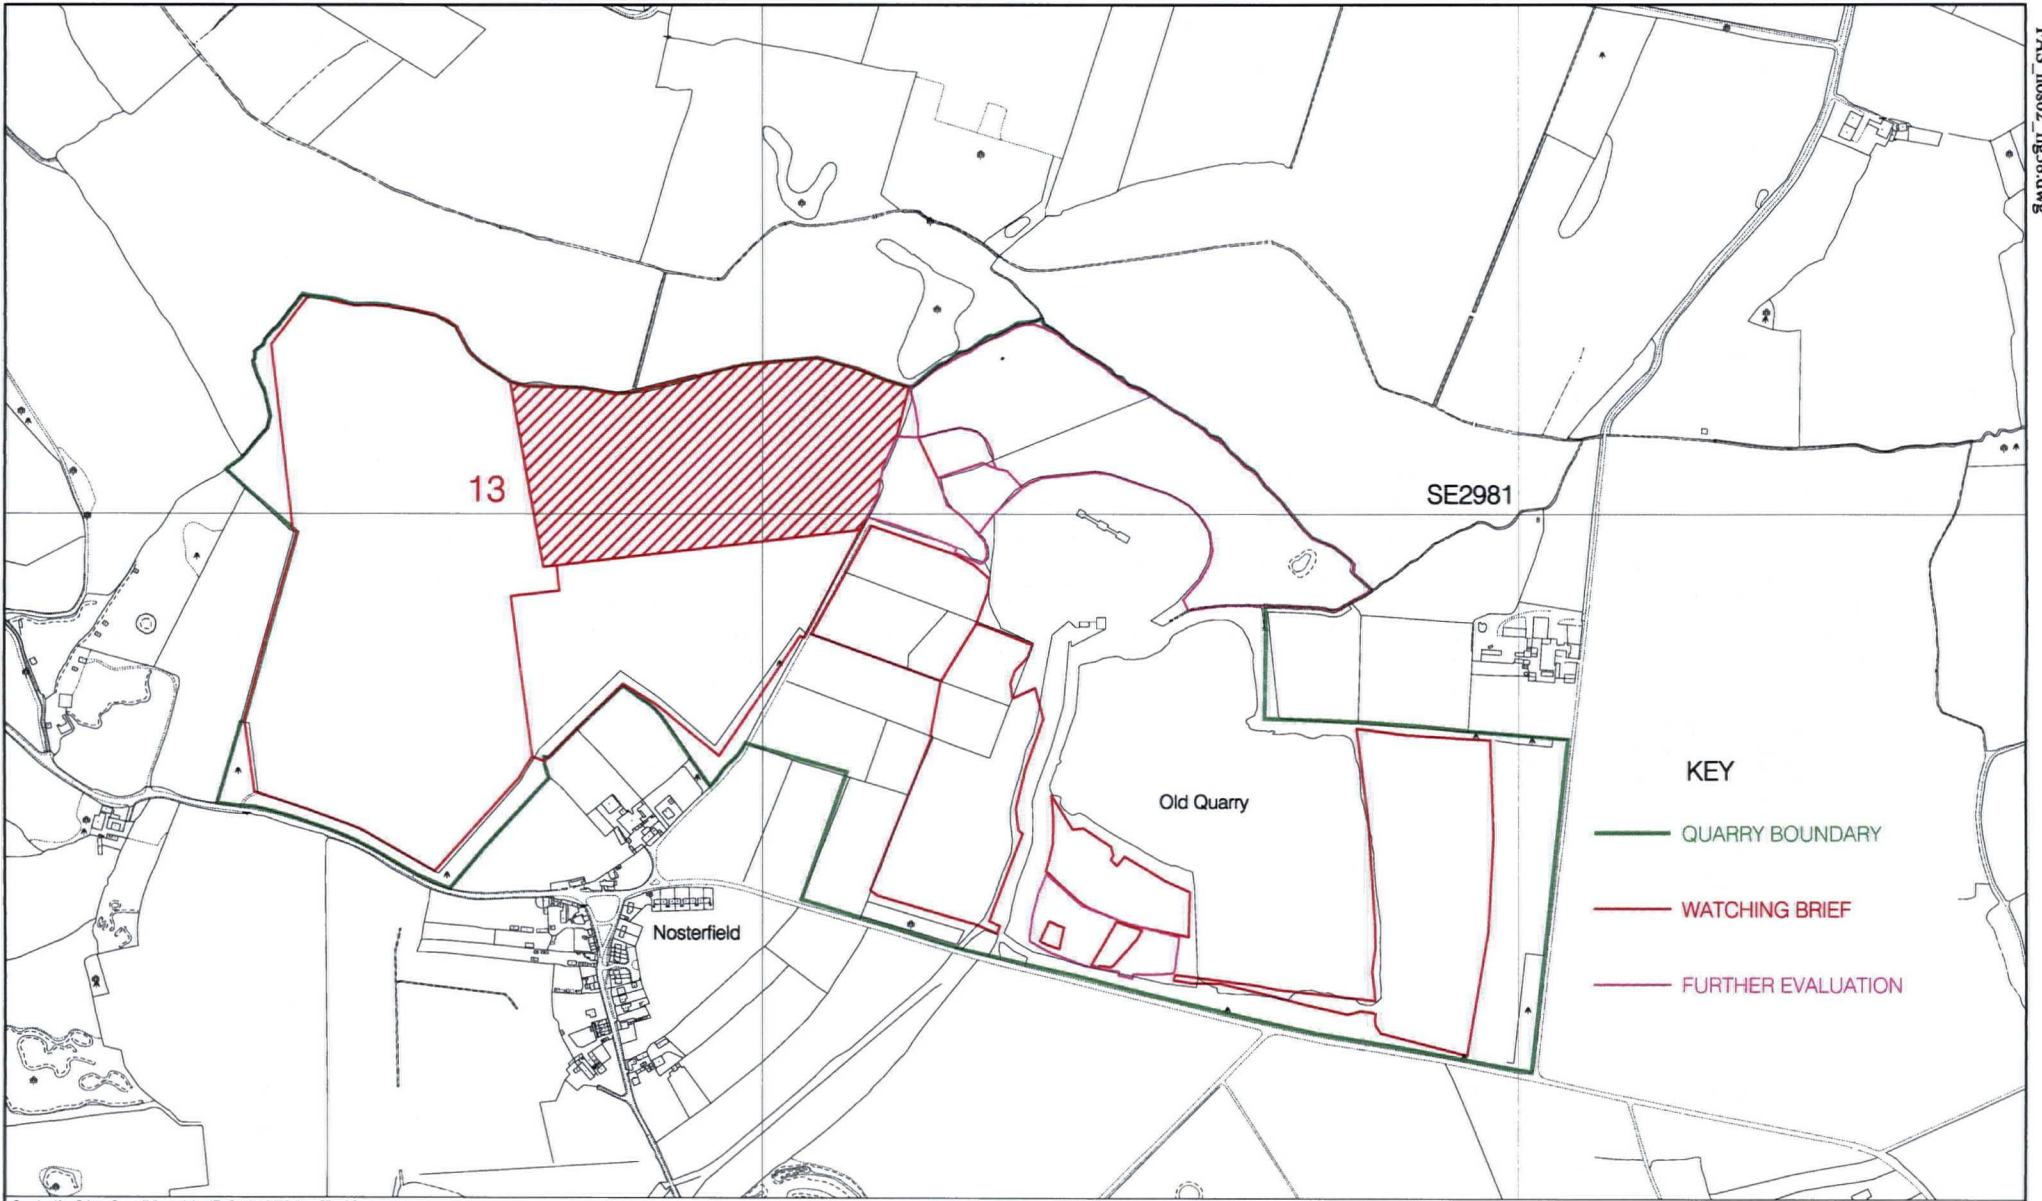 13
SE2981
Old Quarry
Nosterfield
KEY
QUARRY BOUNDARY
WATCHING BRIEF
FURTHER EVALUATION